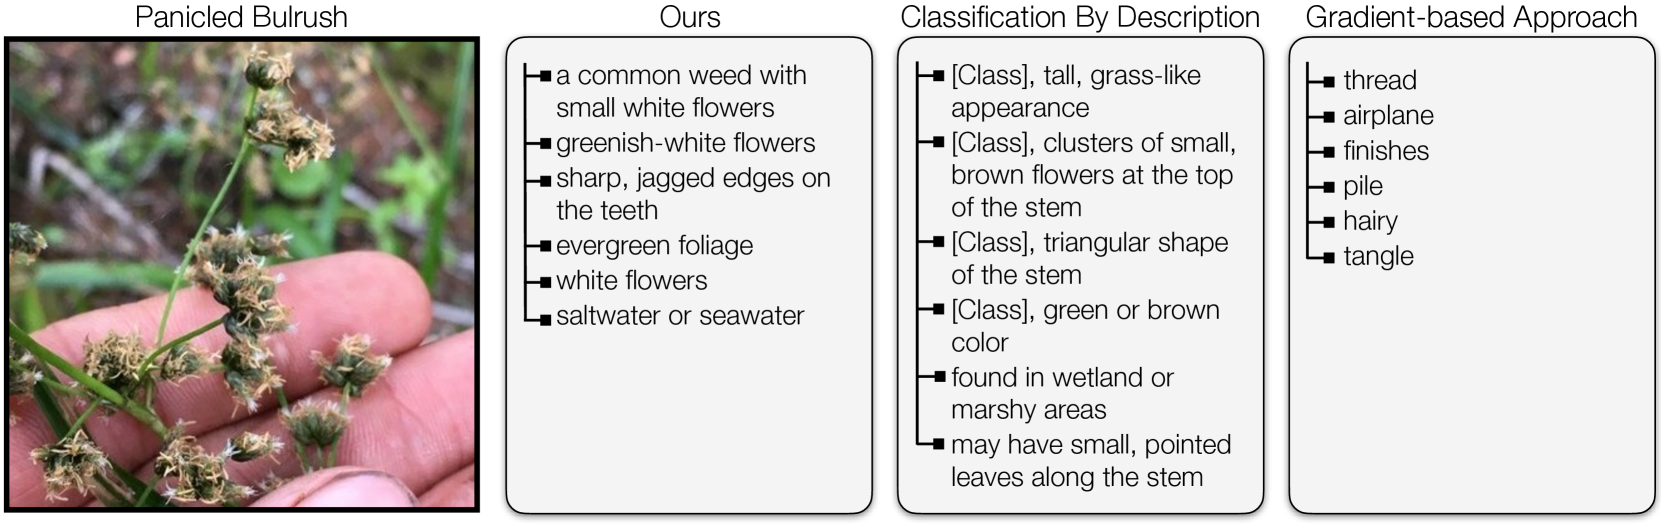 Panicled Bulrush
Ours
a common weed with
small white flowers
greenish-white flowers
sharp, jagged edges on
the teeth
evergreen foliage
white flowers
saltwater or seawater
Classification By Description
[Class], tall, grass-like
appearance
[Class], clusters of small,
brown flowers at the top
of the stem
[Class], triangular shape
of the stem
[Class], green or brown
color
found in wetland or
marshy areas
may have small, pointed
leaves along the stem
Gradient-based Approach
thread
airplane
finishes
pile
hairy
tangle